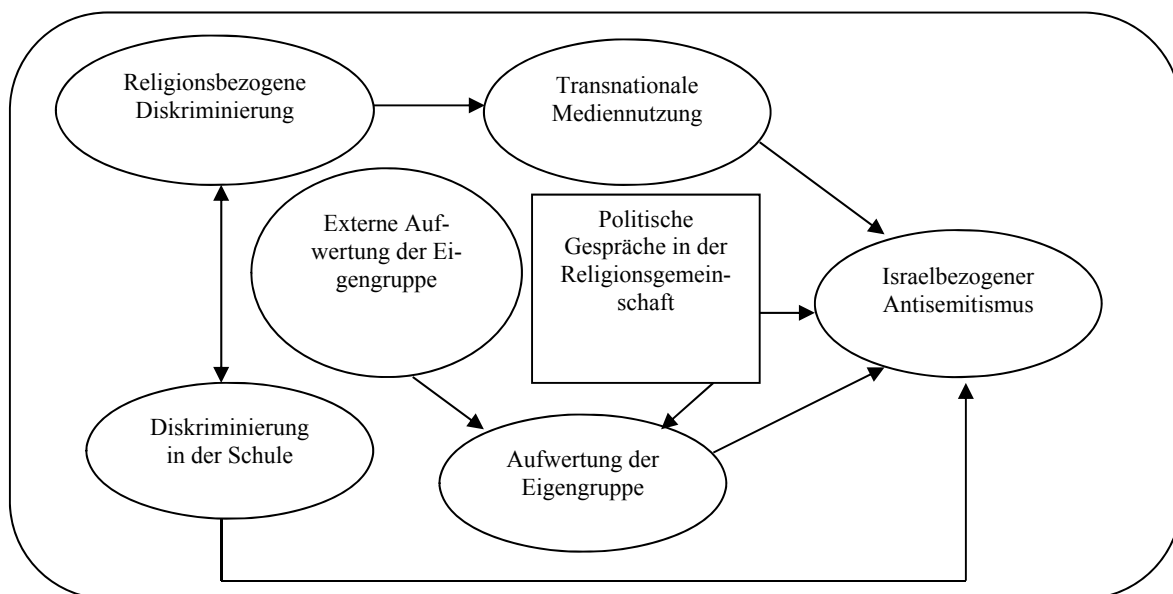 Religionsbezogene
Diskriminierung
Transnationale
Mediennutzung
Externe Auf-
wertung der Ei-
gengruppe
Politische
Gespräche in der
Religionsgemein-
schaft
Israelbezogener
Antisemitismus
Diskriminierung
in der Schule
Aufwertung der
Eigengruppe